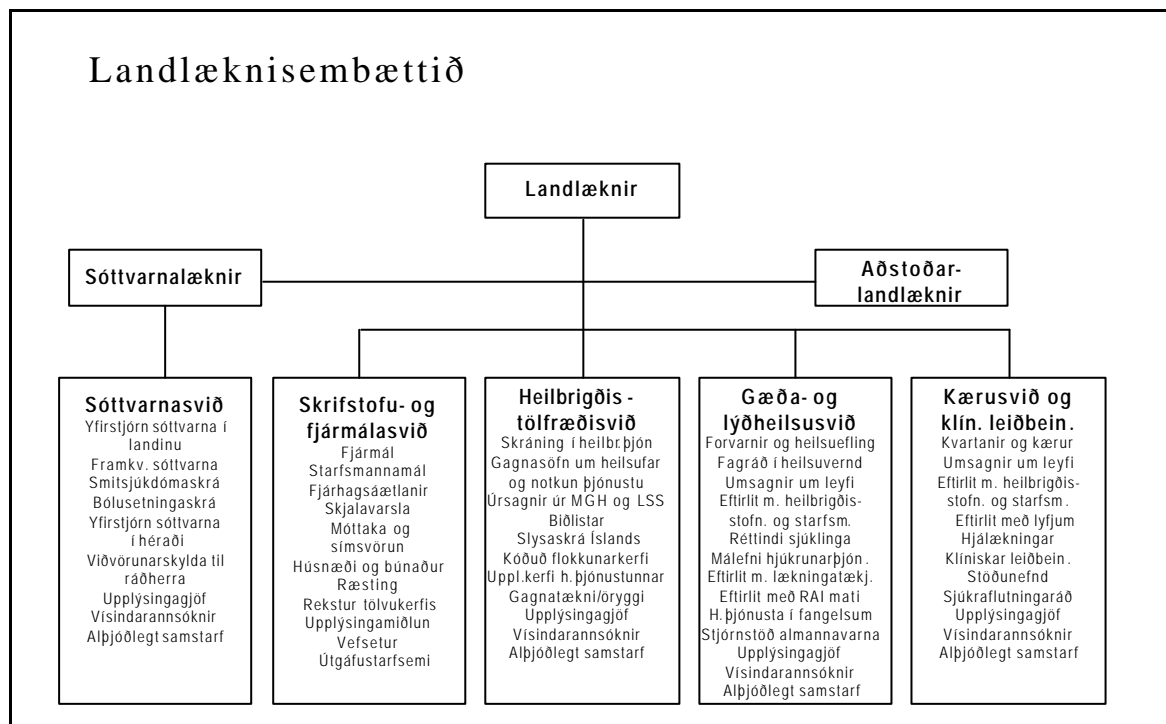 Landlæknisembættið
Landlæknir
Sóttvarnalæknir
Aðstoðar-
landlæknir
Sóttvarnasvið
Yfirstjórn sóttvarna í
landinu
Framkv. sóttvarna
Smitsjúkdómaskrá
Bólusetningaskrá
Yfirstjórn sóttvarna
í héraði
Viðvörunarskylda til
ráðherra
Upplýsingagjöf
Vísindarannsóknir
Alþjóðlegt samstarf
Skrifstofu- og
fjármálasvið
Fjármál
Starfsmannamál
Fjárhagsáætlanir
Skjalavarsla
Móttaka og
símsvörun
Húsnæði og búnaður
Ræsting
Rekstur tölvukerfis
Upplýsingamiðlun
Vefsetur
Útgáfustarfsemi
Heilbrigðis -
tölfræðisvið
Skráning í heilbr.þjón
Gagnasöfn um heilsufar
og notkun þjónustu
Úrsagnir úr MGH og LSS
Biðlistar
Slysaskrá Íslands
Kóðuð flokkunarkerfi
Uppl.kerfi h.þjónustunnar
Gagnatækni/öryggi
Upplýsingagjöf
Vísindarannsóknir
Alþjóðlegt samstarf
Gæða- og
lýðheilsusvið
Forvarnir og heilsuefling
Fagráð í heilsuvernd
Umsagnir um leyfi
Eftirlit m. heilbrigðis-
stofn. og starfsm.
Réttindi sjúklinga
Málefni hjúkrunarþjón.
Eftirlit m. lækningatækj.
Eftirlit með RAI mati
H.þjónusta í fangelsum
Stjórnstöð almannavarna
Upplýsingagjöf
Vísindarannsóknir
Alþjóðlegt samstarf
Kærusvið og
klín. leiðbein.
Kvartanir og kærur
Umsagnir um leyfi
Eftirlit m. heilbrigðis-
stofn. og starfsm.
Eftirlit með lyfjum
Hjálækningar
Klíniskar leiðbein.
Stöðunefnd
Sjúkraflutningaráð
Upplýsingagjöf
Vísindarannsóknir
Alþjóðlegt samstarf